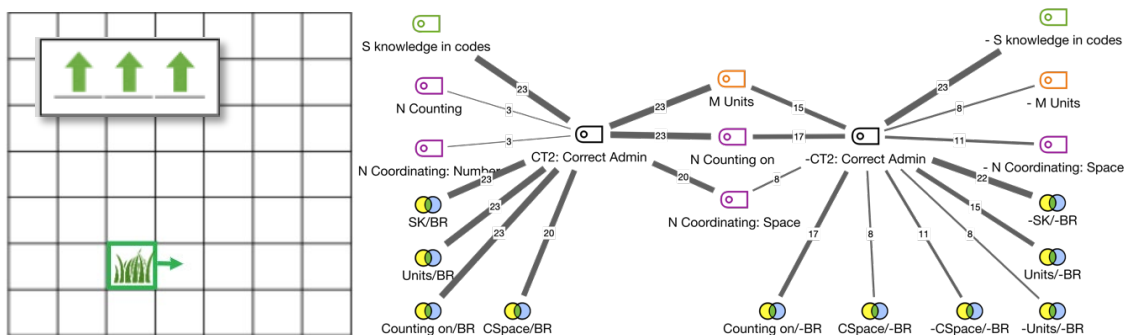 S knowledge in codes
- S knowledge in codes
23
23
N Counting
M Units
- M Units
3
23
15
8
N Coordinating: Number
CT2: Correct Admin
N Counting on
-CT2: Correct Admin
- N Coordinating: Space
3
23
17
11
20
8
N Coordinating: Space
23
22
SK/BR
-SK/-BR
23
15
Units/BR
Units/-BR
23
20
17
8
11
8
Counting on/BR
CSpace/BR
Counting on/-BR
CSpace/-BR
-CSpace/-BR
-Units/-BR